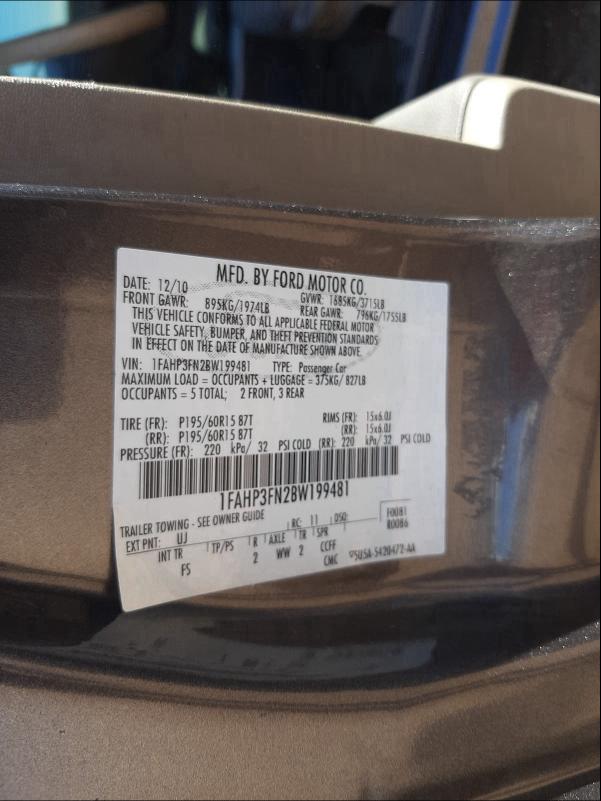 MFD. BY FORD MOTOR CO.
DATE: 12/10 GVWR: 1685KG/3715LB
FRONT GAWR: 895KG/1974LB REAR GAWR: 796KG/1755LB
THIS VEHICLE CONFORMS TO ALL APPLICABLE FEDERAL MOTOR
VEHICLE SAFETY, BUMPER, AND THEFT PREVENTION STANDARDS
IN EFFECT ON THE DATE OF MANUFACTURE SHOWN ABOVE.
VIN: 1FAHP3FN2BW199481 TYPE: Passenger Car
MAXIMUM LOAD = OCCUPANTS + LUGGAGE = 375KG/ 827LB
OCCUPANTS = 5 TOTAL; 2 FRONT, 3 REAR
TIRE (FR): P195/60R15 87T RIMS (FR): 15x6.0J
(RR): P195/60R15 87T (RR): 15x6.0J
PRESSURE (FR): 220 kPa/ 32 PSI COLD (RR): 220 kPa/ 32 PSI COLD
1FAHP3FN2BW199481
TRAILER TOWING - SEE OWNER GUIDE RC: 11 DSO: F0081
EXT PNT: UJ R0086
INT TR TP/PS R AXLE TR SPR
FS 2 WW 2 CCFF
CMC 5U5A-5420472-AA